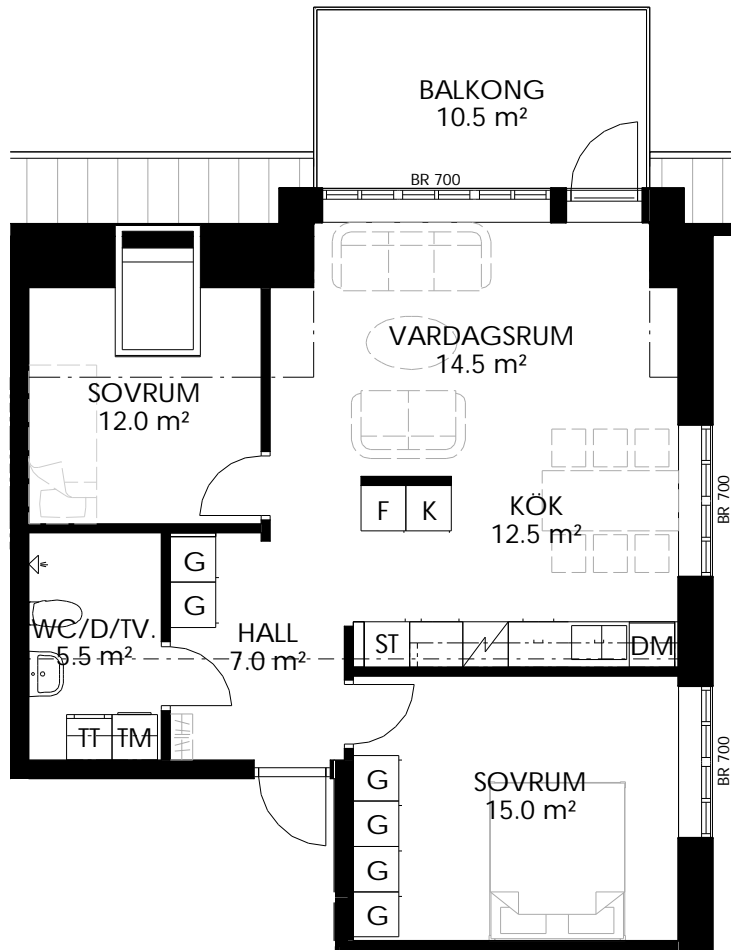 BALKONG
10.5 m²
BR 700
VARDAGSRUM
14.5 m²
SOVRUM
12.0 m²
F
K
KÖK
12.5 m²
BR 700
G
G
WC/D/TV.
5.5 m²
HALL
7.0 m²
ST
DM
TT
TM
BR 700
G
G
G
G
SOVRUM
15.0 m²